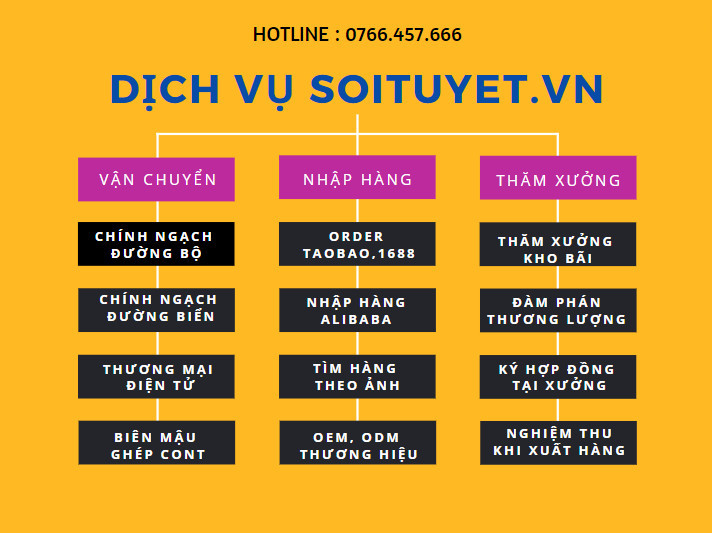 HOTLINE : 0766.457.666
DỊCH VỤ SOITUYET.VN
VẬN CHUYỂN
CHÍNH NGẠCH
ĐƯỜNG BỘ
CHÍNH NGẠCH
ĐƯỜNG BIỂN
THƯƠNG MẠI
ĐIỆN TỬ
BIÊN MẬU
GHÉP CONT
NHẬP HÀNG
ORDER
TAOBAO,1688
NHẬP HÀNG
ALIBABA
TÌM HÀNG
THEO ẢNH
OEM, ODM
THƯƠNG HIỆU
THĂM XƯỞNG
THĂM XƯỞNG
KHO BÃI
ĐÀM PHÁN
THƯƠNG LƯỢNG
KÝ HỢP ĐỒNG
TẠI XƯỞNG
NGHIỆM THU
KHI XUẤT HÀNG